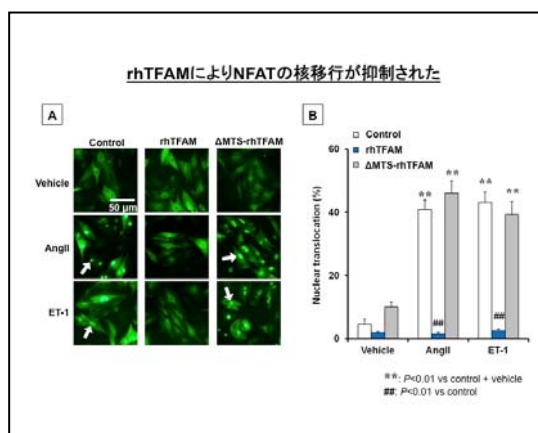 rhTFAMによりNFATの核移行が抑制された
A
Control rhTFAM ΔMTS-rhTFAM
Vehicle
50 μm
AngII
ET-1
B
Control
rhTFAM
ΔMTS-rhTFAM
Nuclear translocation (%)
60
40
20
0
** ** ** **
## ##
Vehicle AngII ET-1
**: P<0.01 vs control + vehicle
##: P<0.01 vs control